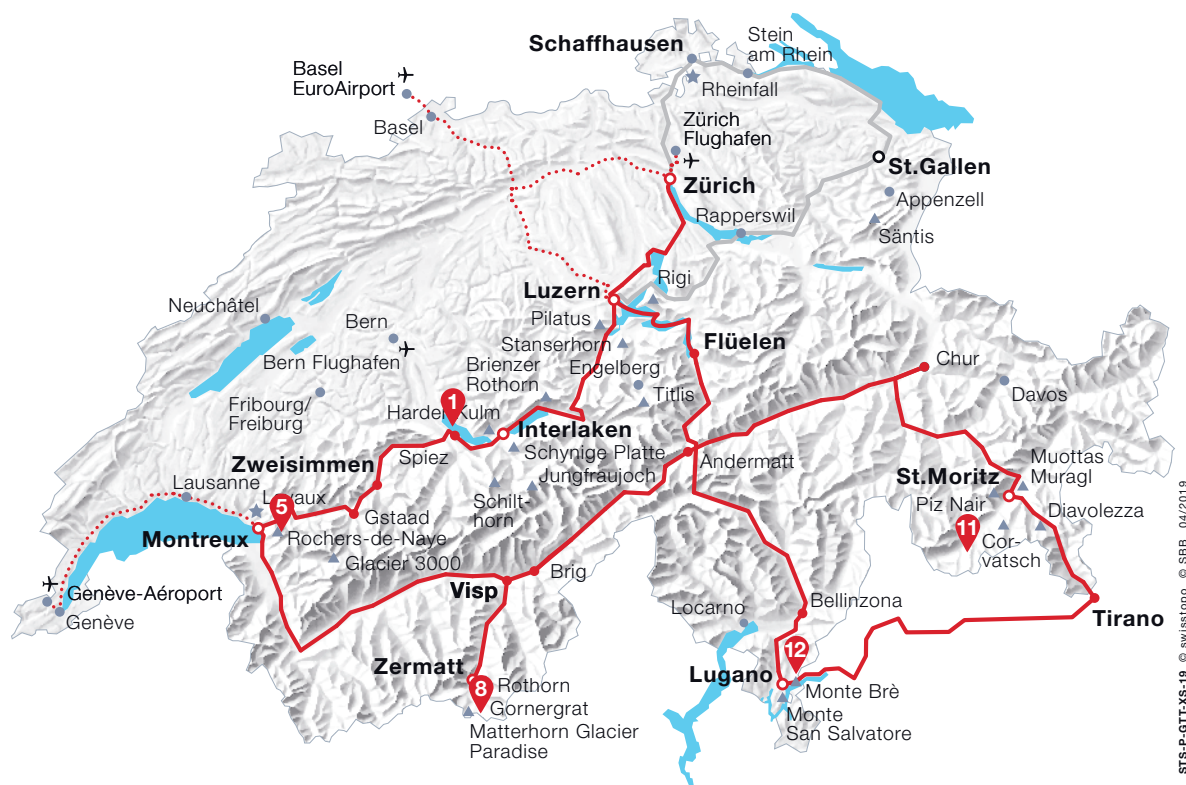 Schaffhausen
Stein
am Rhein
Rheinfall
Basel
EuroAirport
Basel
Zürich
Flughafen
Zürich
St.Gallen
Appenzell
Säntis
Rapperswil
Rigi
Luzern
Pilatus
Stanserhorn
Engelberg
Titlis
Flüelen
Neuchâtel
Bern
Bern Flughafen
Fribourg/
Freiburg
Brienzer
Rothorn
1
Harder Kulm
Interlaken
Spiez
Schynige Platte
Jungfraujoch
Schilt-
horn
Chur
Davos
Andermatt
Muottas
Muragl
St.Moritz
Piz Nair
11
Cor-
vatsch
Diavolezza
Zweisimmen
Lausanne
Lavaux
5
Gstaad
Montreux
Rochers-de-Naye
Glacier 3000
Genève-Aéroport
Genève
Visp
Brig
Zermatt
8
Rothorn
Gornergrat
Matterhorn Glacier
Paradise
Locarno
Bellinzona
Tirano
Lugano
12
Monte Brè
Monte
San Salvatore
STS-P-GTT-XS-19 © swisstopo © SBB 04/2019